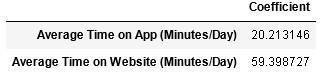 Coefficient
Average Time on App (Minutes/Day) 20.213146
Average Time on Website (Minutes/Day) 59.398727